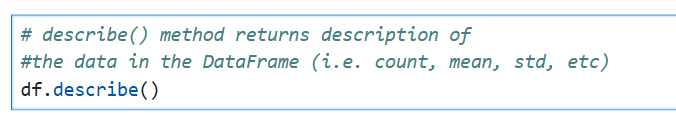 # describe() method returns description of
#the data in the DataFrame (i.e. count, mean, std, etc)
df.describe()